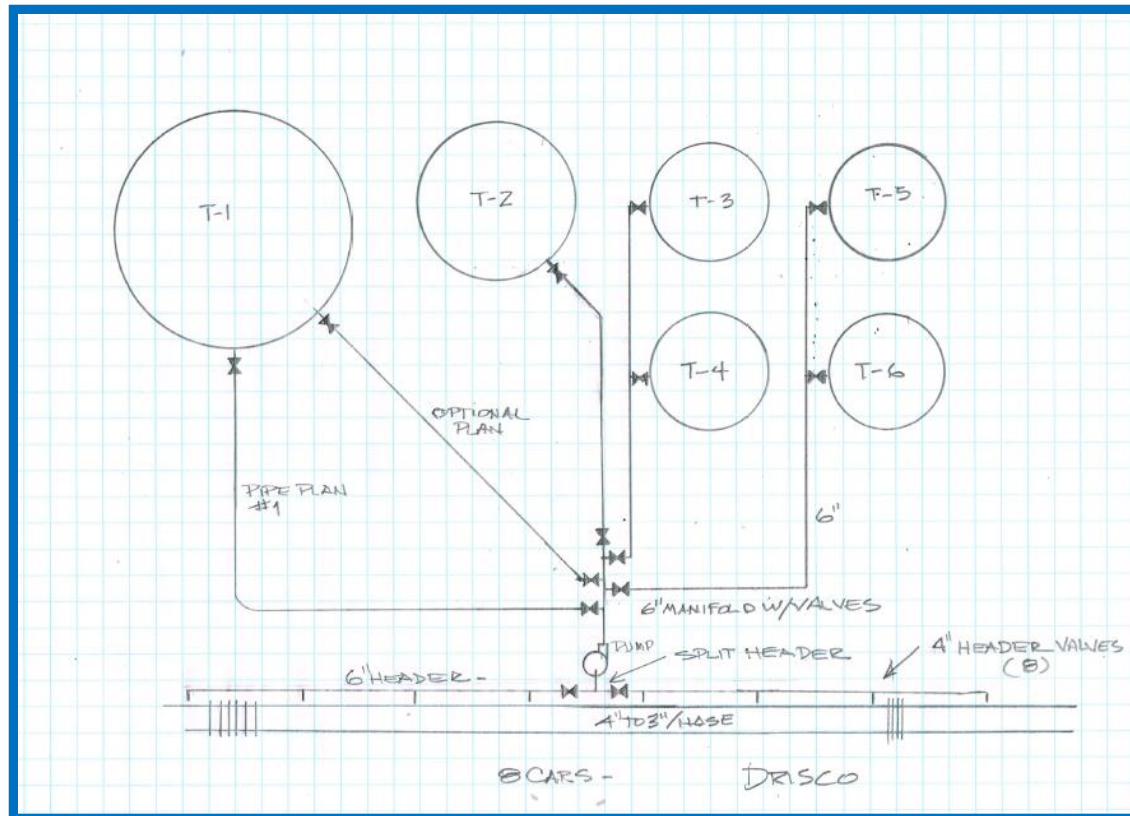 T-1
T-2
T-3
T-5
T-4
T-6
OPTIONAL
PLAN
PIPE PLAN
#1
6"
6" MANIFOLD W/VALVES
PUMP
SPLIT HEADER
4" HEADER VALVES
(8)
6" HEADER -
4" TO 3" / HOSE
8 CARS -
DRISCO